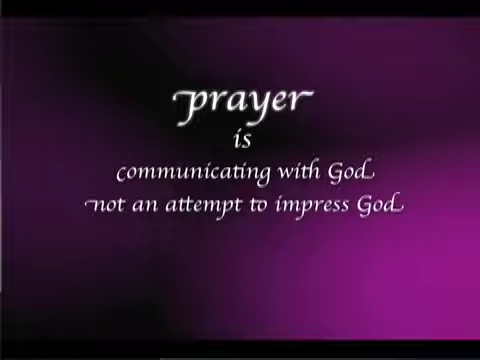 prayer
is
communicating with God
not an attempt to impress God